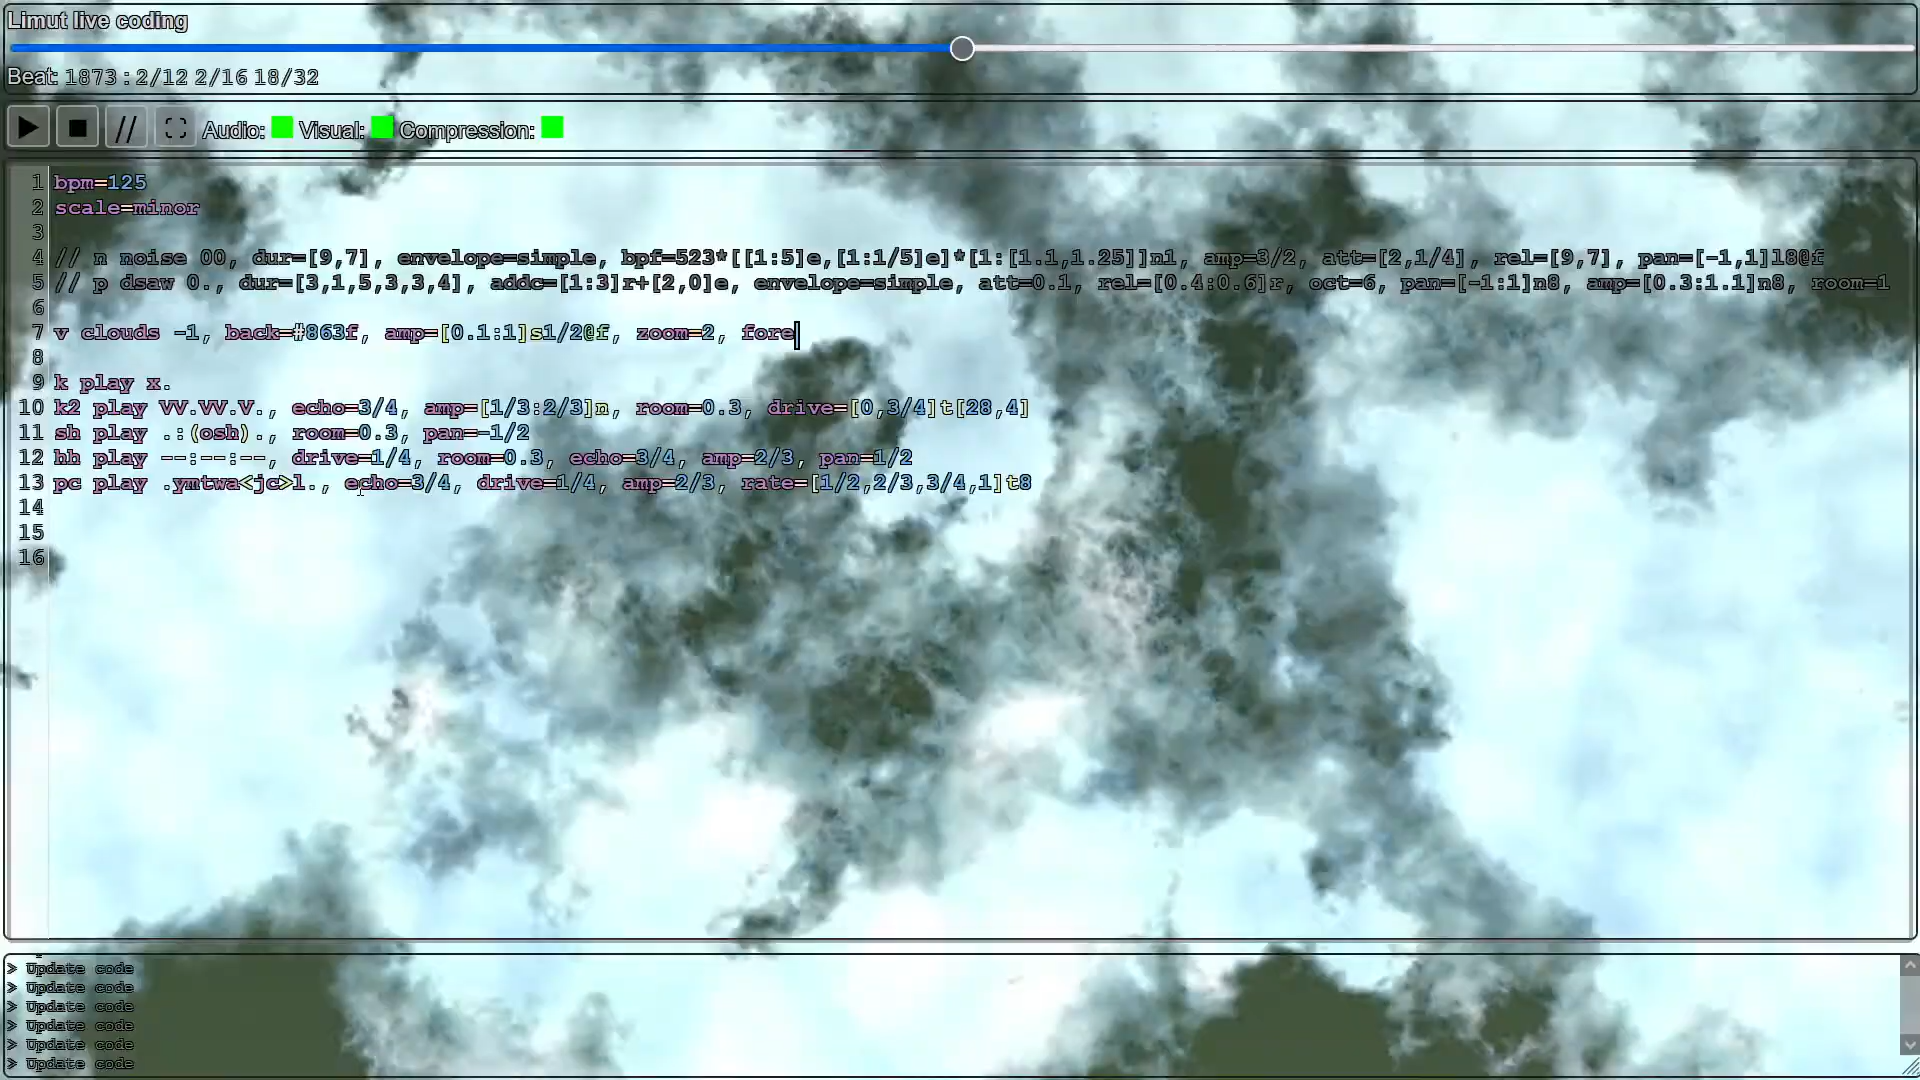 Limut live coding
Beat: 1873 : 2/12 2/16 18/32
// Audio: Visual: Compression:
1 bpm=125
2 scale=minor
3
4 // n noise 00, dur=[9,7], envelope=simple, bpf=523*[[1:5]e,[1:1/5]e]*[1:[1.1,1.25]]n1, amp=3/2, att=[2,1/4], rel=[9,7], pan=[-1,1]l8@f
5 // p dsaw 0., dur=[3,1,5,3,3,4], addc=[1:3]r+[2,0]e, envelope=simple, att=0.1, rel=[0.4:0.6]r, oct=6, pan=[-1:1]n8, amp=[0.3:1.1]n8, room=1
6
7 v clouds -1, back=#863f, amp=[0.1:1]s1/2@f, zoom=2, fore
8
9 k play x.
10 k2 play VV.VV.V., echo=3/4, amp=[1/3:2/3]n, room=0.3, drive=[0,3/4]t[28,4]
11 sh play .:(osh)., room=0.3, pan=-1/2
12 hh play --:--:--, drive=1/4, room=0.3, echo=3/4, amp=2/3, pan=1/2
13 pc play .ymtwa<jc>l., echo=3/4, drive=1/4, amp=2/3, rate=[1/2,2/3,3/4,1]t8
14
15
16
> Update code
> Update code
> Update code
> Update code
> Update code
> Update code